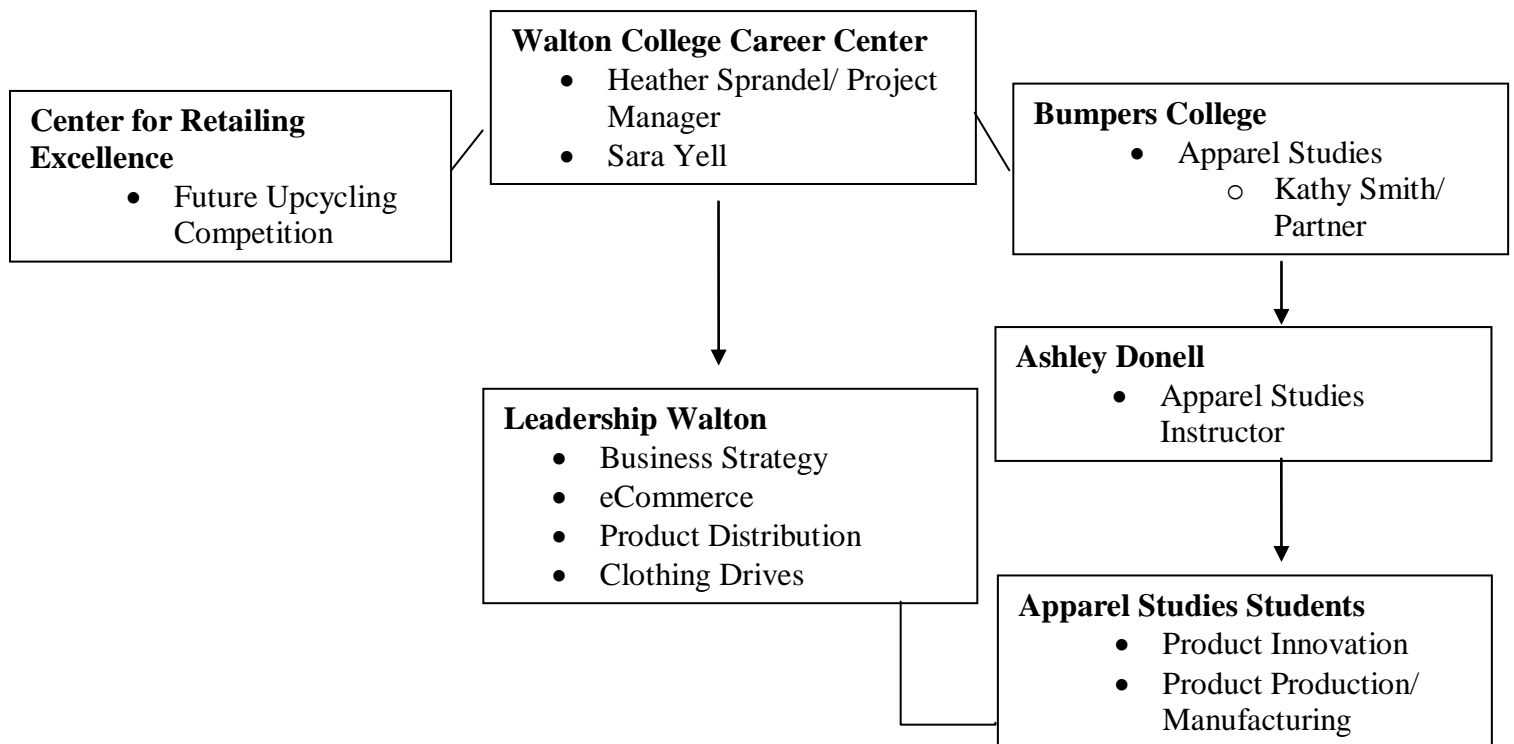 Walton College Career Center
• Heather Sprandel/ Project
Manager
• Sara Yell
Center for Retailing
Excellence
• Future Upcycling
Competition
Bumpers College
• Apparel Studies
o Kathy Smith/
Partner
Ashley Donell
• Apparel Studies
Instructor
Leadership Walton
• Business Strategy
• eCommerce
• Product Distribution
• Clothing Drives
Apparel Studies Students
• Product Innovation
• Product Production/
Manufacturing